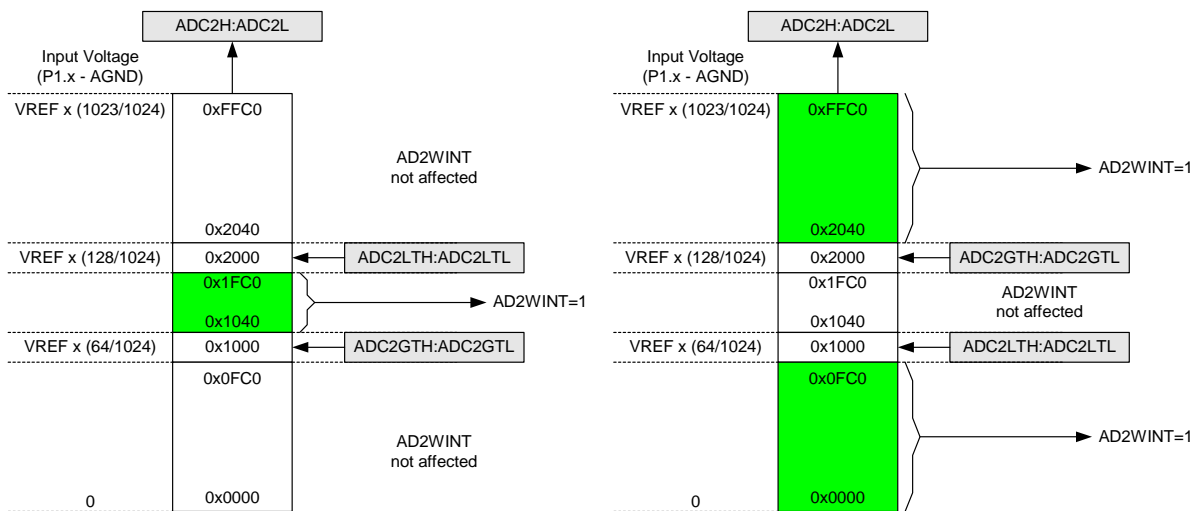 ADC2H:ADC2L
Input Voltage
(P1.x - AGND)
VREF x (1023/1024)
0xFFC0
AD2WINT
not affected
0x2040
VREF x (128/1024)
0x2000
ADC2LTH:ADC2LTL
0x1FC0
AD2WINT=1
0x1040
VREF x (64/1024)
0x1000
ADC2GTH:ADC2GTL
0x0FC0
AD2WINT
not affected
0
0x0000
ADC2H:ADC2L
Input Voltage
(P1.x - AGND)
VREF x (1023/1024)
0xFFC0
AD2WINT=1
0x2040
VREF x (128/1024)
0x2000
ADC2GTH:ADC2GTL
0x1FC0
AD2WINT
not affected
0x1040
VREF x (64/1024)
0x1000
ADC2LTH:ADC2LTL
0x0FC0
AD2WINT=1
0
0x0000